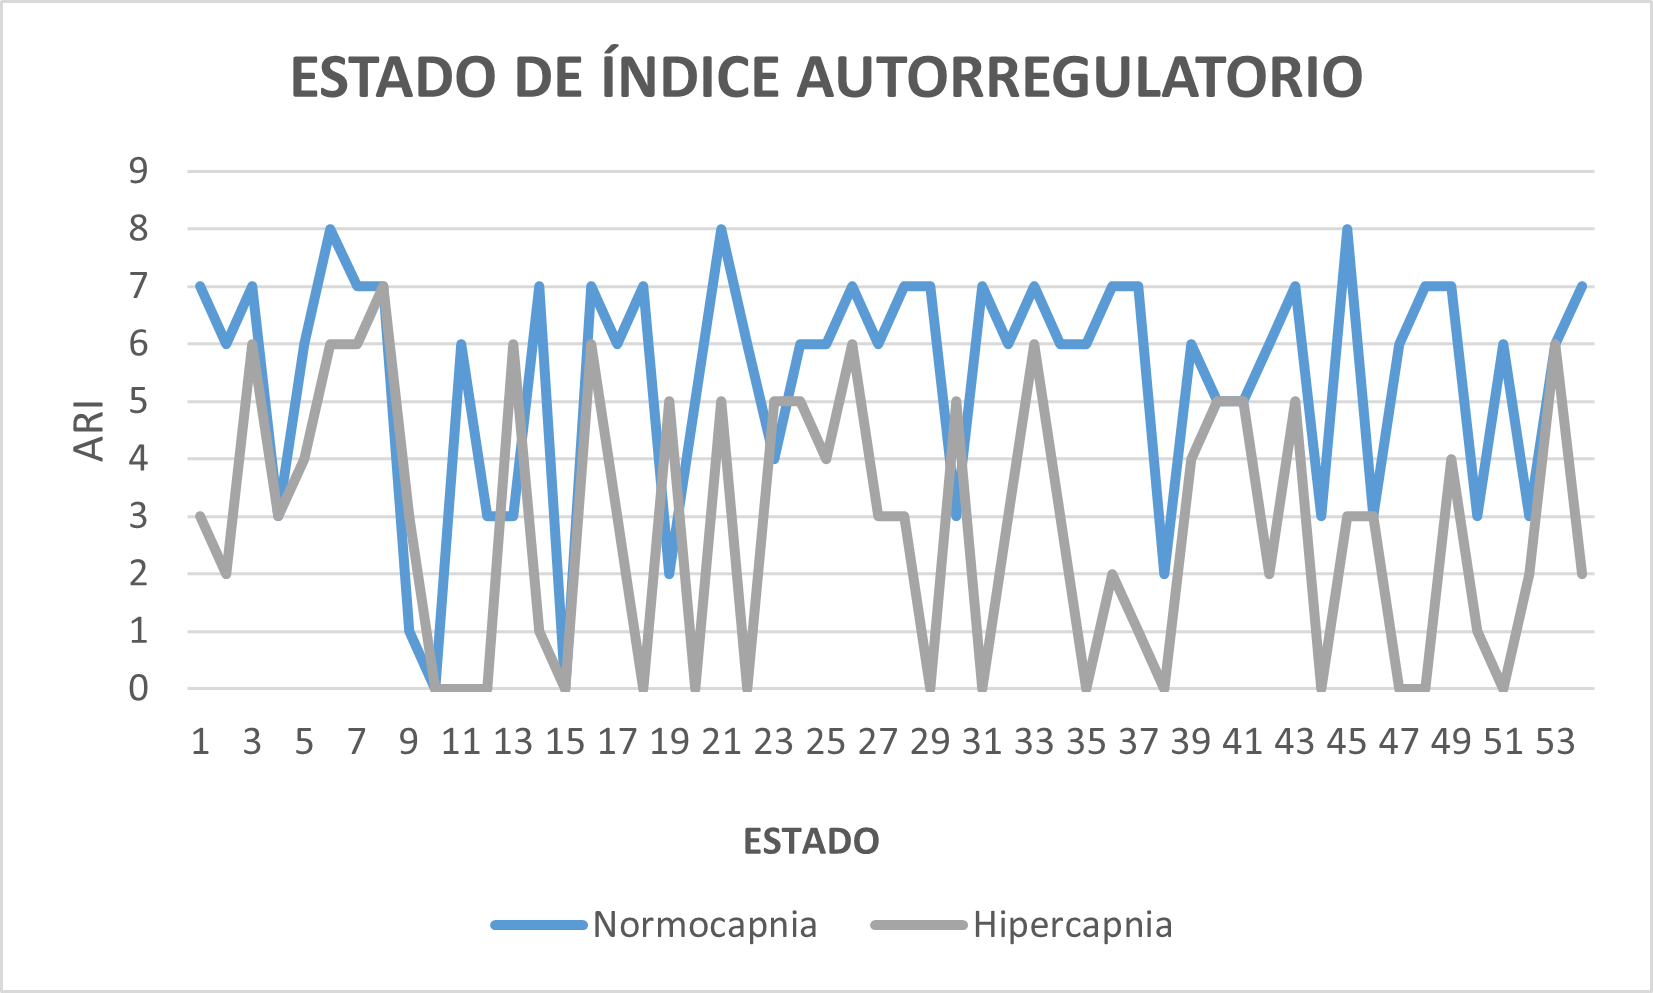 ESTADO DE ÍNDICE AUTORREGULATORIO
9
8
7
6
5
4
3
2
1
0
ARI
1 3 5 7 9 11 13 15 17 19 21 23 25 27 29 31 33 35 37 39 41 43 45 47 49 51 53
ESTADO
Normocapnia Hipercapnia